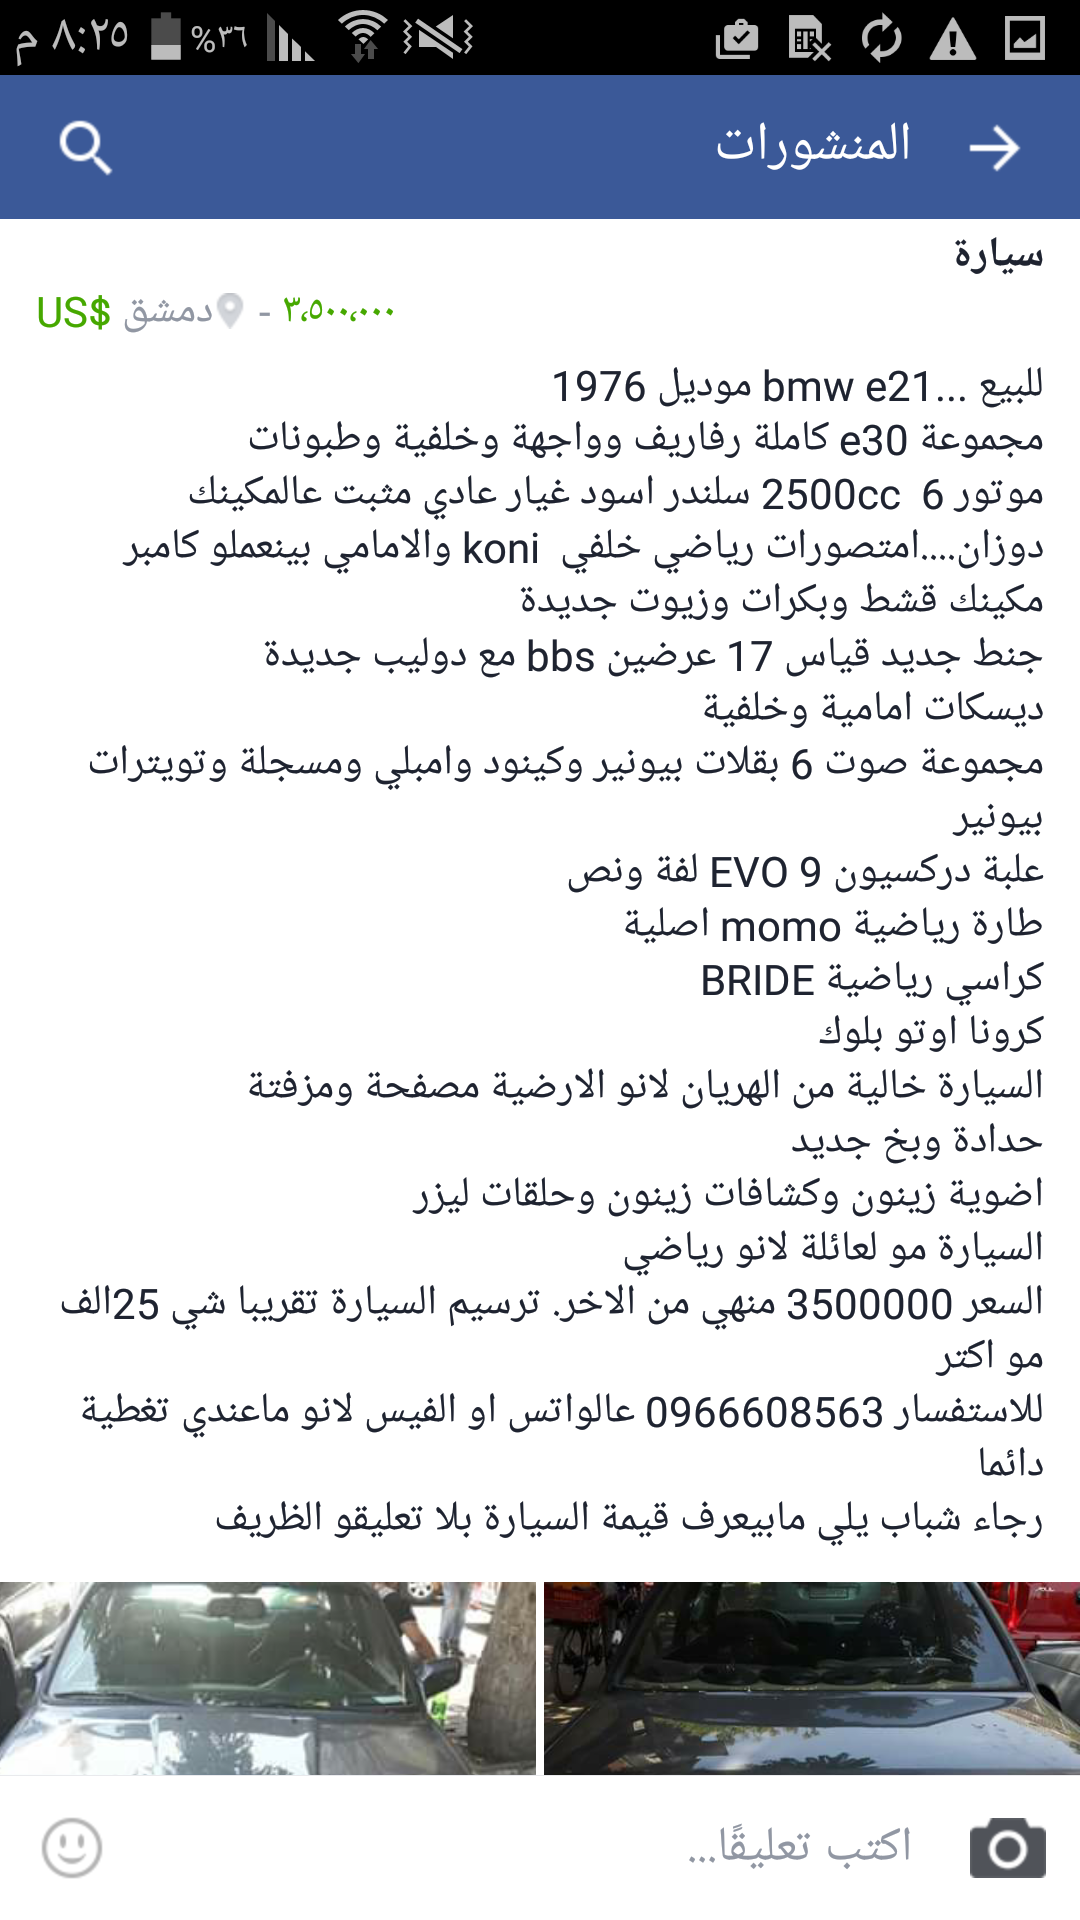 ٨:٢٥ م
%٣٦
المنشورات
سيارة
٣،٥٠٠،٠٠٠ - دمشق US$
للبيع ...bmw e21 موديل 1976
مجموعة e30 كاملة رفاريف وواجهة وخلفية وطبونات
موتور 6 2500cc سلندر اسود غيار عادي مثبت عالمكينك
دوزان....امتصورات رياضي خلفي koni والامامي بينعملو كامبر
مكينك قشط وبكرات وزيوت جديدة
جنط جديد قياس 17 عرضين bbs مع دوليب جديدة
ديسكات امامية وخلفية
مجموعة صوت 6 بقلات بيونير وكينود وامبلي ومسجلة وتويترات
بيونير
علبة دركسيون EVO 9 لفة ونص
طارة رياضية momo اصلية
كراسي رياضية BRIDE
كرونا اوتو بلوك
السيارة خالية من الهريان لانو الارضية مصفحة ومزفتة
حدادة وبخ جديد
اضوية زينون وكشافات زينون وحلقات ليزر
السيارة مو لعائلة لانو رياضي
السعر 3500000 منهي من الاخر. ترسيم السيارة تقريبا شي 25الف
مو اكتر
للاستفسار 0966608563 عالواتس او الفيس لانو ماعندي تغطية
دائما
رجاء شباب يلي مابيعرف قيمة السيارة بلا تعليقو الظريف
اكتب تعليقًا...